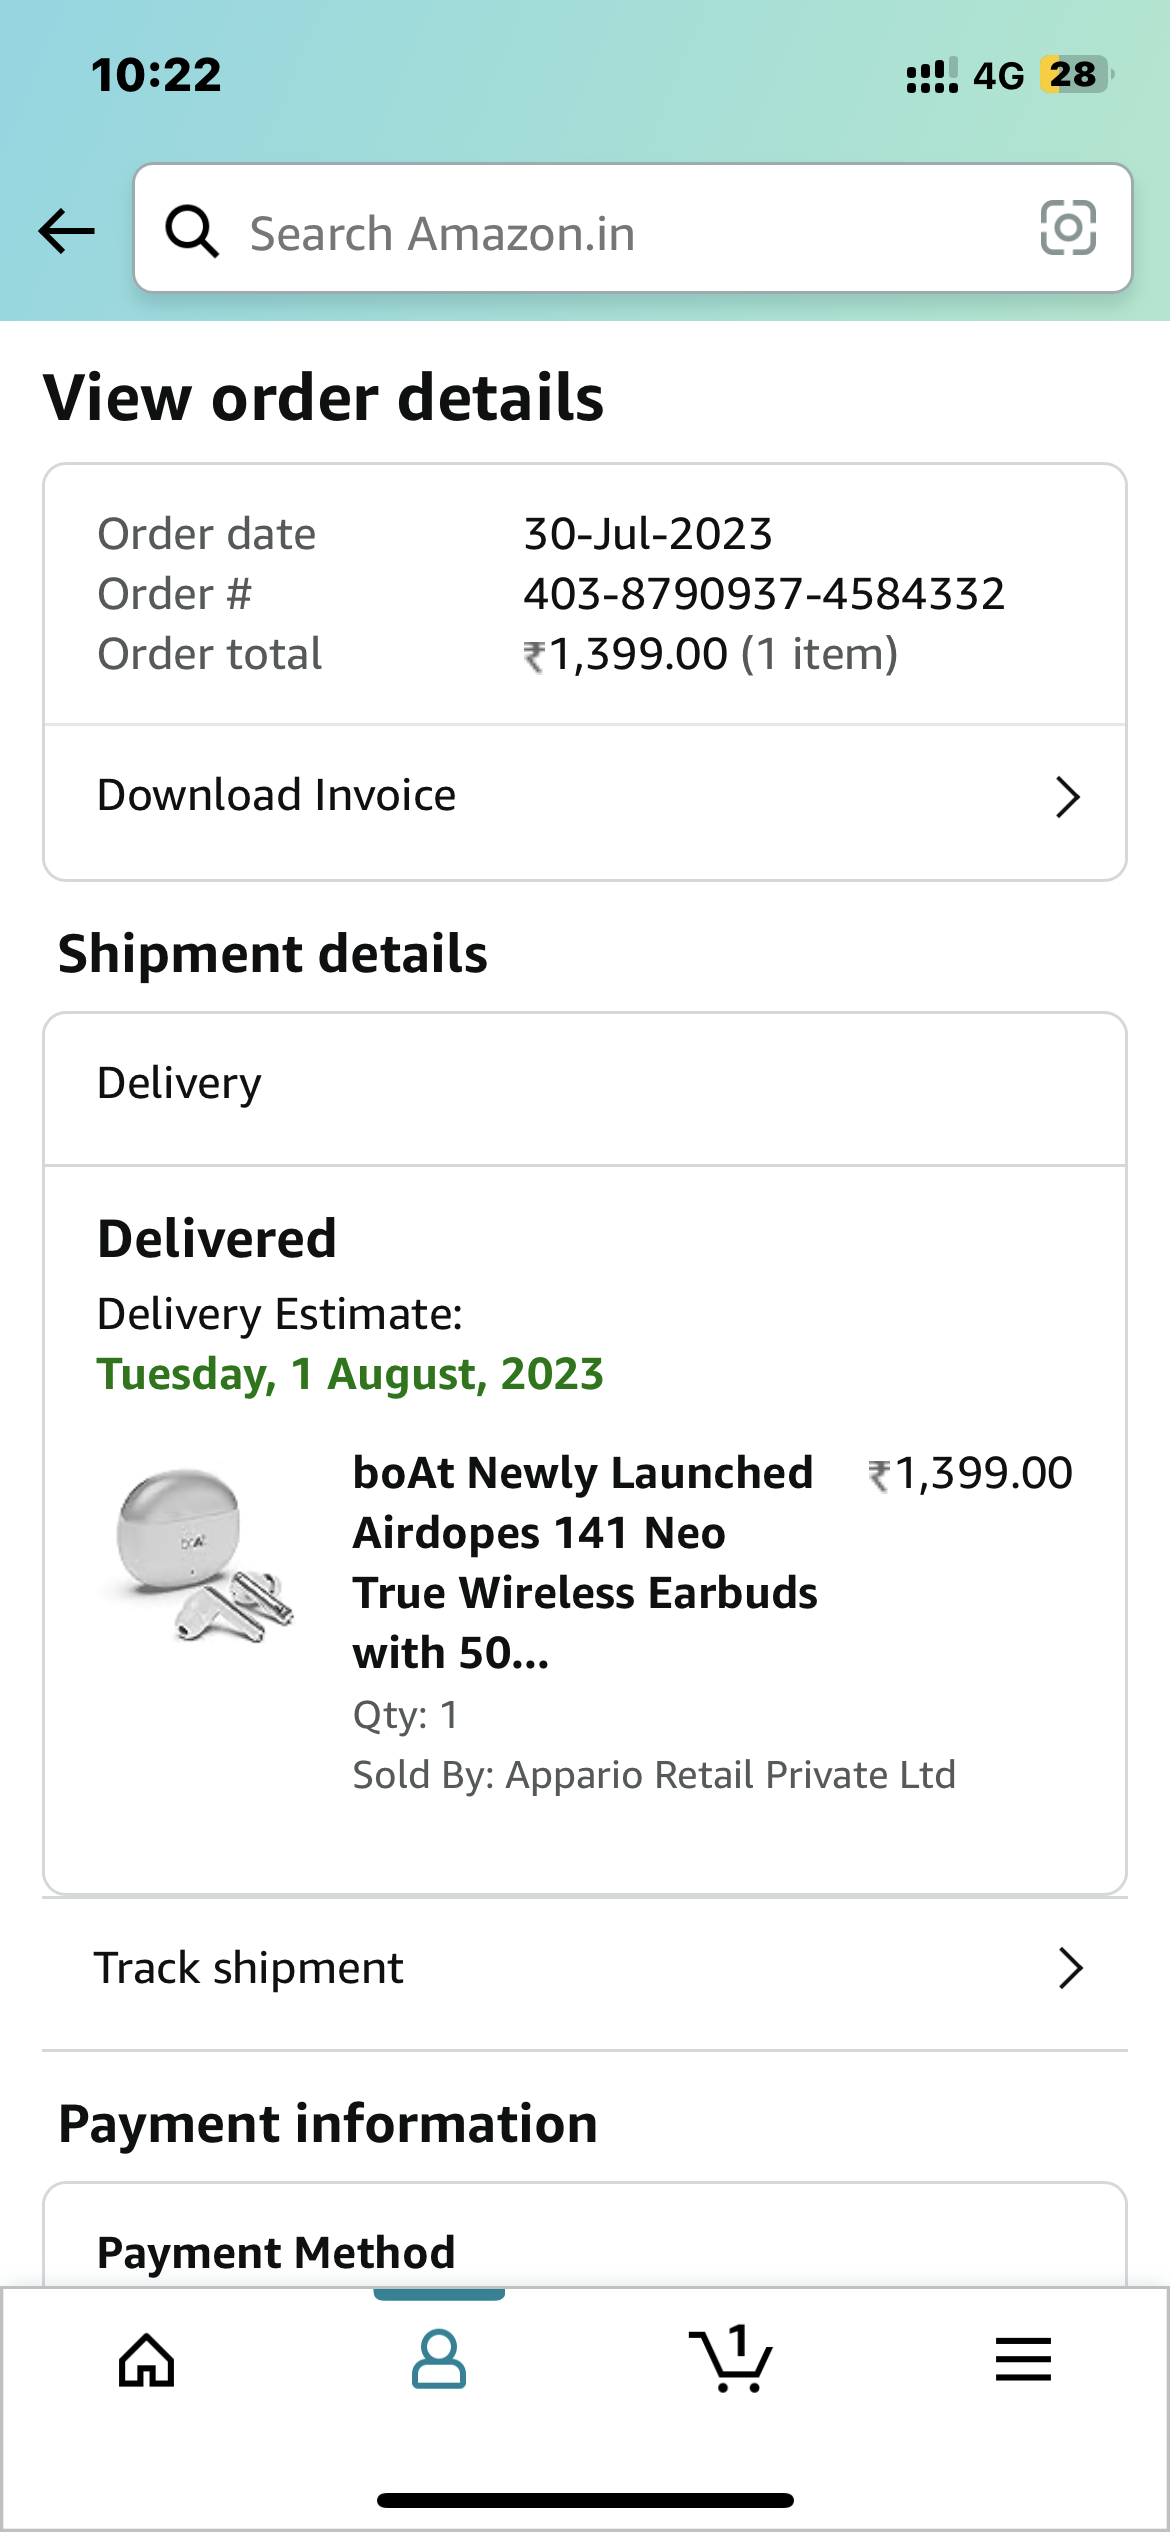 10:22
4G 28
Search Amazon.in
View order details
Order date 30-Jul-2023
Order # 403-8790937-4584332
Order total ₹1,399.00 (1 item)
Download Invoice
Shipment details
Delivery
Delivered
Delivery Estimate:
Tuesday, 1 August, 2023
boAt
boAt Newly Launched ₹1,399.00
Airdopes 141 Neo
True Wireless Earbuds
with 50...
Qty: 1
Sold By: Appario Retail Private Ltd
Track shipment
Payment information
Payment Method
1